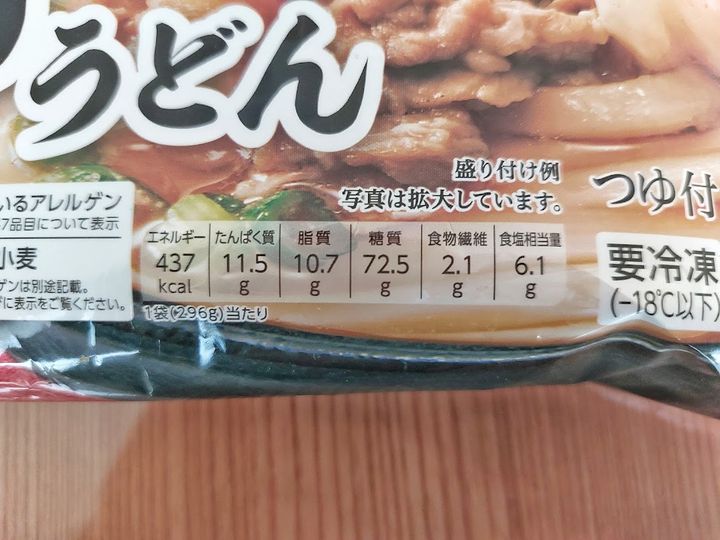 うどん
盛り付け例
写真は拡大しています。
つゆ付
いるアレルゲン
7品目について表示
小麦
ゲンは別途記載。
に表示をご覧ください。
エネルギー たんぱく質 脂質 糖質 食物繊維 食塩相当量
437 11.5 10.7 72.5 2.1 6.1
kcal g g g g g
1袋(296g)当たり
要冷凍
(-18℃以下)